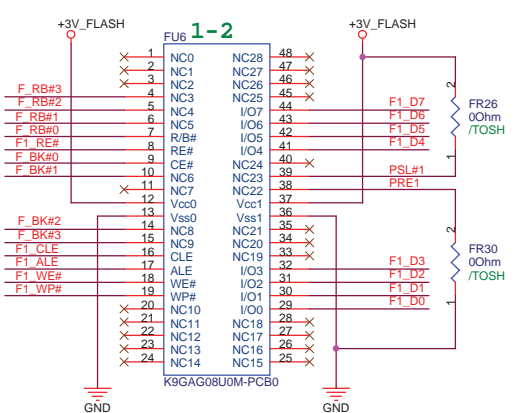 +3V_FLASH
FU6
1-2
+3V_FLASH
1 NC0 NC28 48
2 NC1 NC27 47
3 NC2 NC26 46
F_RB#3 4 NC3 NC25 45
F_RB#2 5 NC4 I/O7 44 F1_D7
F_RB#1 6 NC5 I/O6 43 F1_D6
F_RB#0 7 R/B# I/O5 42 F1_D5
F1_RE# 8 RE# I/O4 41 F1_D4
F_BK#0 9 CE# NC24 40
F_BK#1 10 NC6 NC23 39 PSL#1
11 NC7 NC22 38 PRE1
12 Vcc0 Vcc1 37
13 Vss0 Vss1 36
F_BK#2 14 NC8 NC21 35
F_BK#3 15 NC9 NC20 34
F1_CLE 16 CLE NC19 33
F1_ALE 17 ALE I/O3 32 F1_D3
F1_WE# 18 WE# I/O2 31 F1_D2
F1_WP# 19 WP# I/O1 30 F1_D1
20 NC10 I/O0 29 F1_D0
21 NC11 NC18 28
22 NC12 NC17 27
23 NC13 NC16 26
24 NC14 NC15 25
K9GAG08U0M-PCB0
GND
GND
2
FR26
0Ohm
/TOSH
1
2
FR30
0Ohm
/TOSH
1